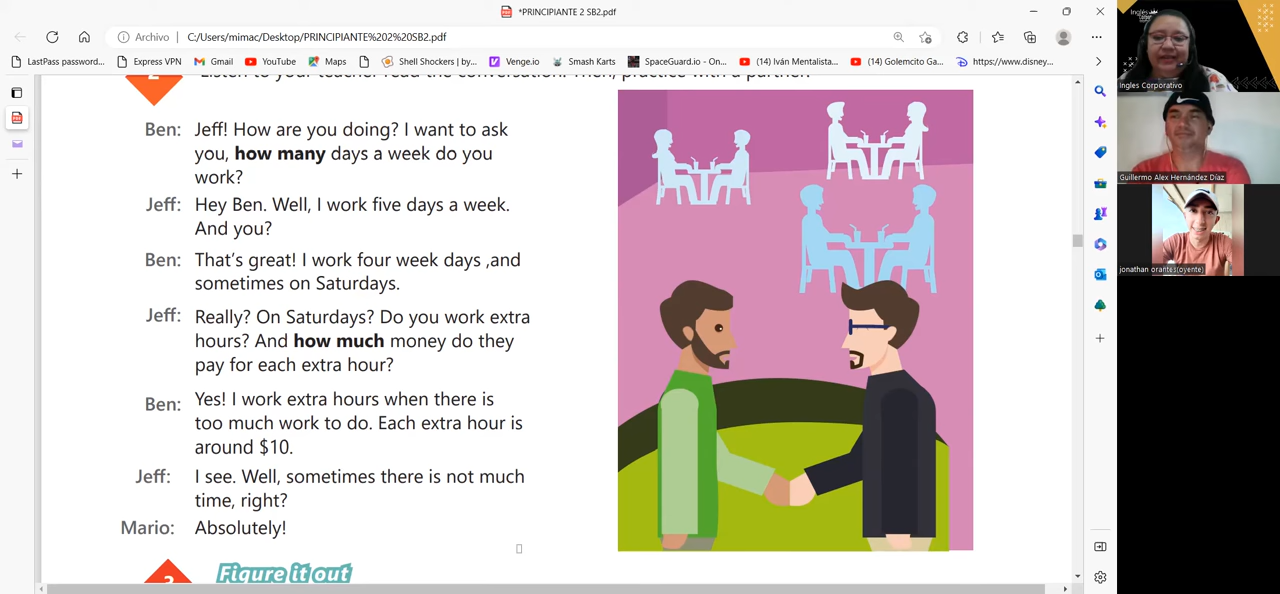 *PRINCIPIANTE 2 SB2.pdf
Archivo
C:/Users/mimac/Desktop/PRINCIPIANTE%202%20SB2.pdf
LastPass password...
Express VPN
Gmail
YouTube
Maps
Shell Shockers | by...
Venge.io
Smash Karts
SpaceGuard.io - On...
(14) Iván Mentalista...
(14) Golemcito Ga...
https://www.disney...
2 Listen to your teacher read the conversation. Then, practice with a partner.
Ben: Jeff! How are you doing? I want to ask
you, how many days a week do you
work?
Jeff: Hey Ben. Well, I work five days a week.
And you?
Ben: That's great! I work four week days ,and
sometimes on Saturdays.
Jeff: Really? On Saturdays? Do you work extra
hours? And how much money do they
pay for each extra hour?
Ben: Yes! I work extra hours when there is
too much work to do. Each extra hour is
around $10.
Jeff: I see. Well, sometimes there is not much
time, right?
Mario: Absolutely!
3 Figure it out
Inglés
Ingles Corporativo
Guillermo Alex Hernández Díaz
jonathan orantes(oyente)